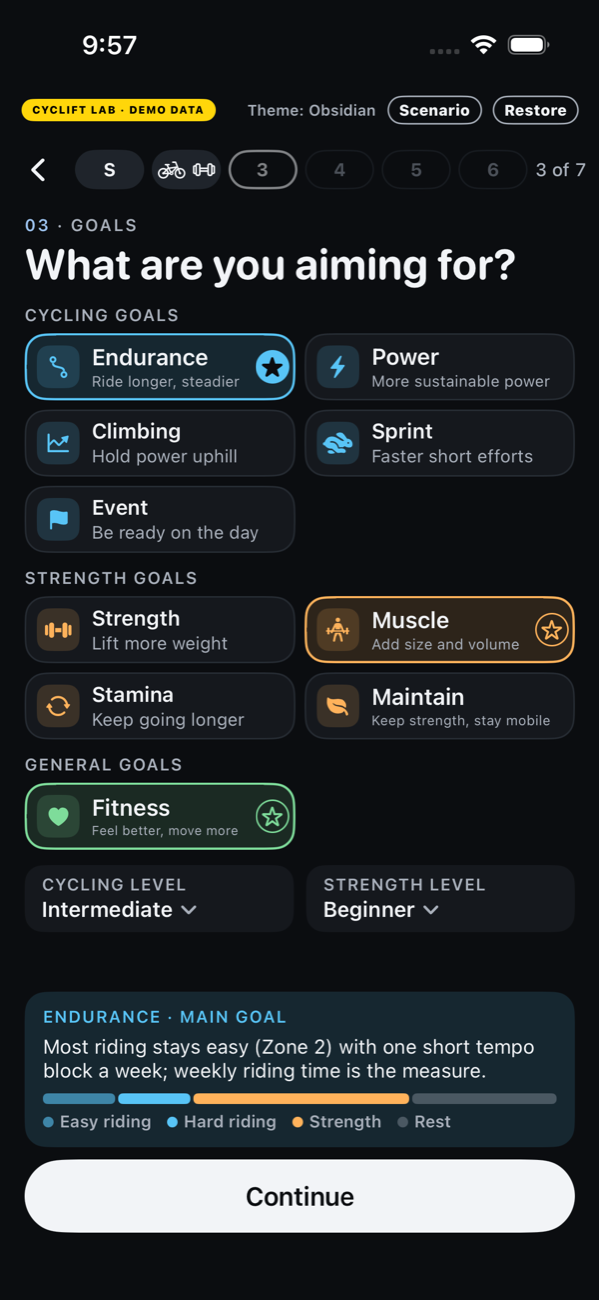 9:57
CYCLIFT LAB · DEMO DATA
Theme: Obsidian
Scenario
Restore
S
3
4
5
6
3 of 7
03 · GOALS
What are you aiming for?
CYCLING GOALS
Endurance
Ride longer, steadier
Power
More sustainable power
Climbing
Hold power uphill
Sprint
Faster short efforts
Event
Be ready on the day
STRENGTH GOALS
Strength
Lift more weight
Muscle
Add size and volume
Stamina
Keep going longer
Maintain
Keep strength, stay mobile
GENERAL GOALS
Fitness
Feel better, move more
CYCLING LEVEL
Intermediate
STRENGTH LEVEL
Beginner
ENDURANCE · MAIN GOAL
Most riding stays easy (Zone 2) with one short tempo
block a week; weekly riding time is the measure.
Easy riding
Hard riding
Strength
Rest
Continue